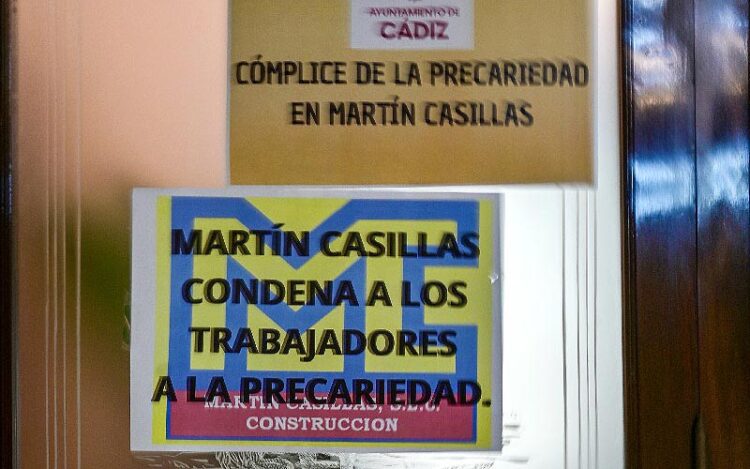 AYUNTAMIENTO DE
CÁDIZ
CÓMPLICE DE LA PRECARIEDAD
EN MARTÍN CASILLAS
MARTÍN CASILLAS
CONDENA A LOS
TRABAJADORES
A LA PRECARIEDAD.
MARTIN CASILLAS, S.L.U.
CONSTRUCCION